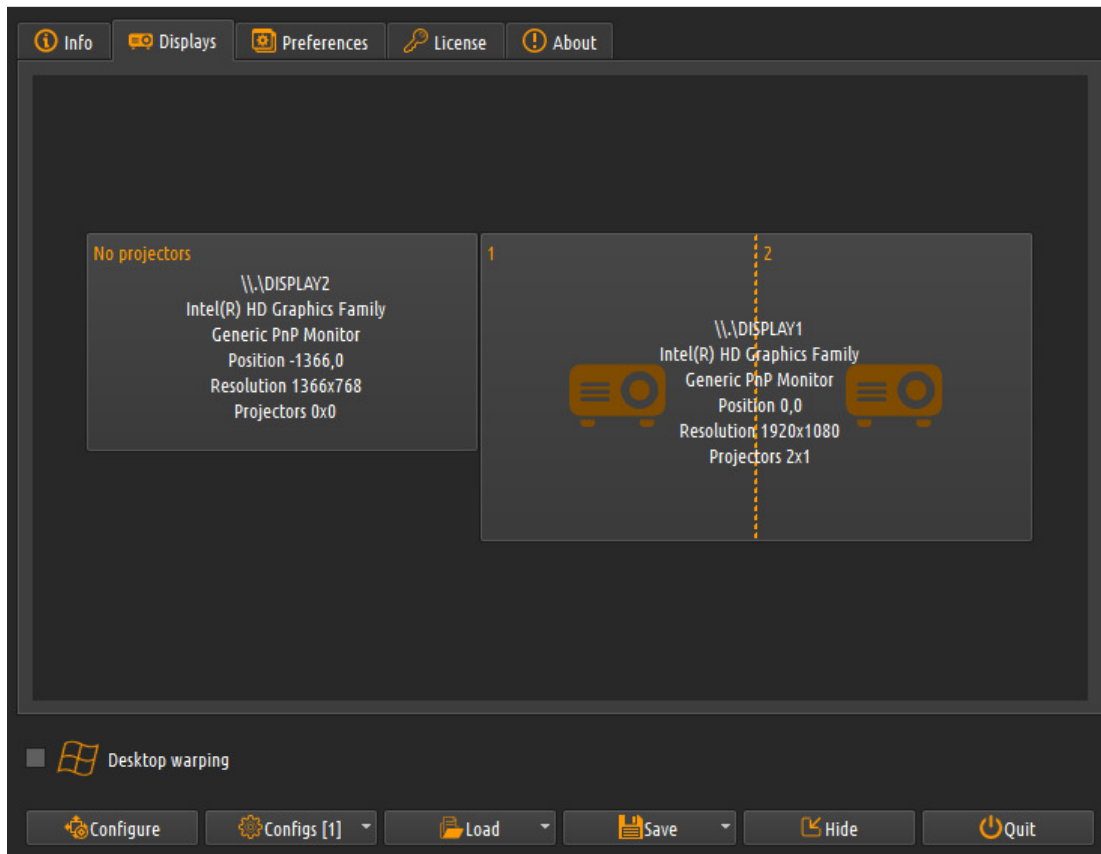 Info
Displays
Preferences
License
About
No projectors
\\.\DISPLAY2
Intel(R) HD Graphics Family
Generic PnP Monitor
Position -1366,0
Resolution 1366x768
Projectors 0x0
1
2
\\.\DISPLAY1
Intel(R) HD Graphics Family
Generic PnP Monitor
Position 0,0
Resolution 1920x1080
Projectors 2x1
Desktop warping
Configure
Configs [1]
Load
Save
Hide
Quit